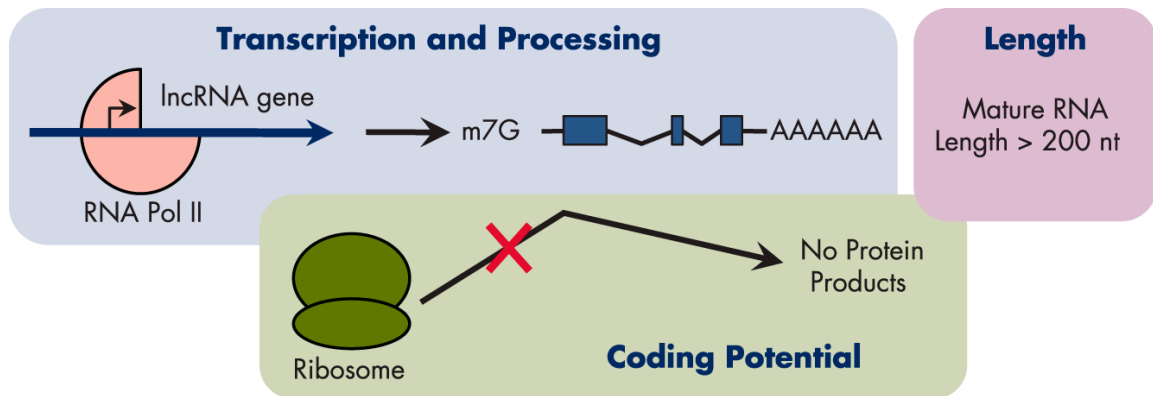 Transcription and Processing
lncRNA gene
RNA Pol II
m7G
AAAAAA
Length
Mature RNA
Length > 200 nt
Ribosome
No Protein
Products
Coding Potential